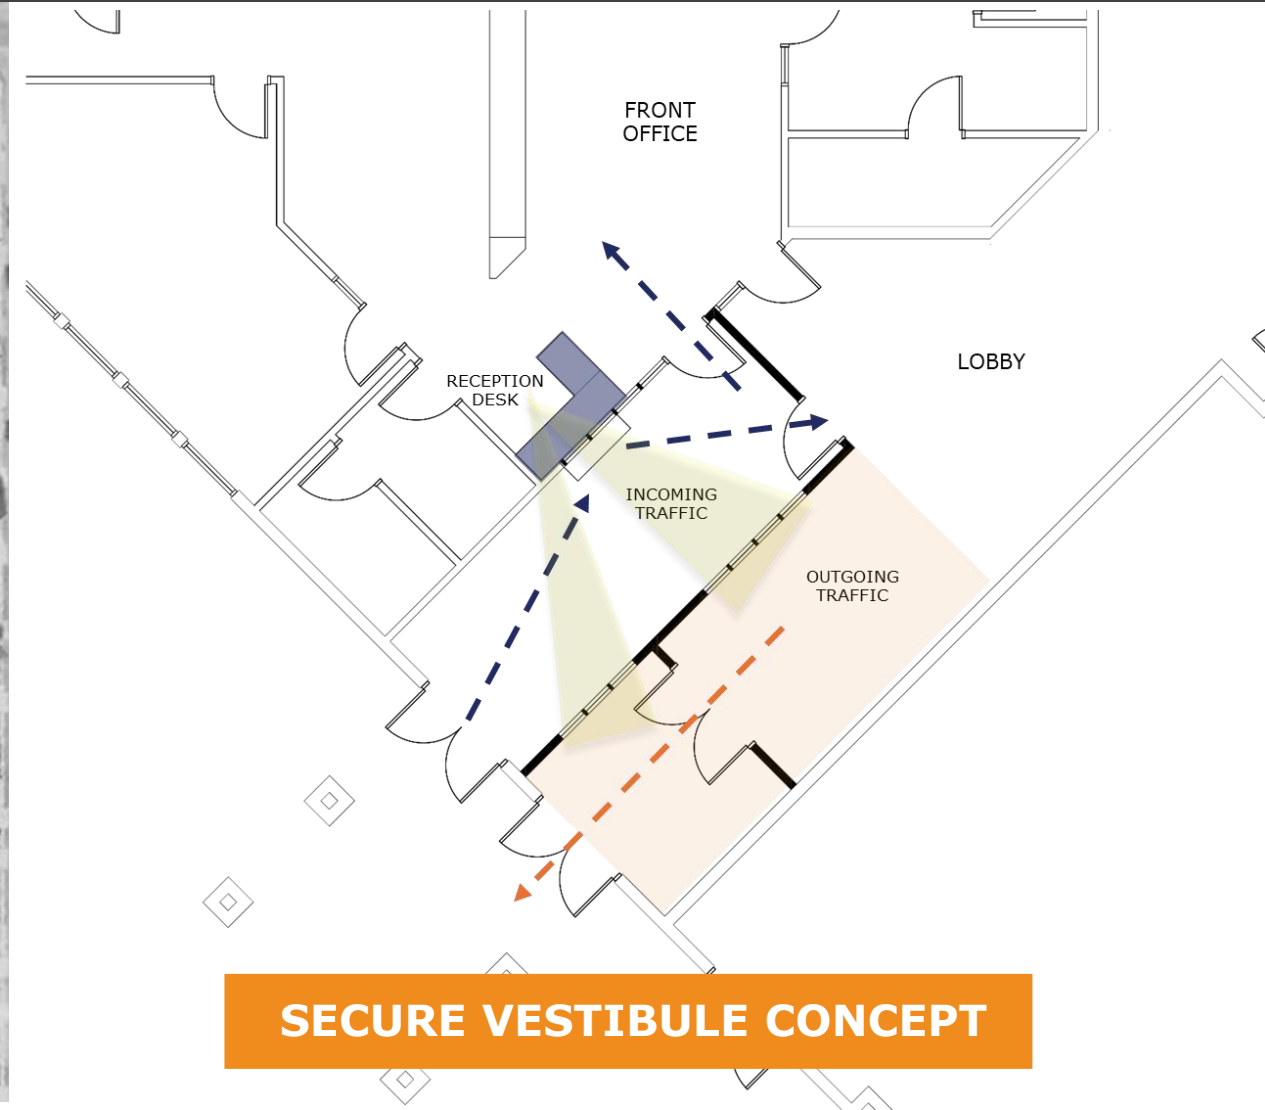 FRONT
OFFICE
LOBBY
RECEPTION
DESK
INCOMING
TRAFFIC
OUTGOING
TRAFFIC
SECURE VESTIBULE CONCEPT